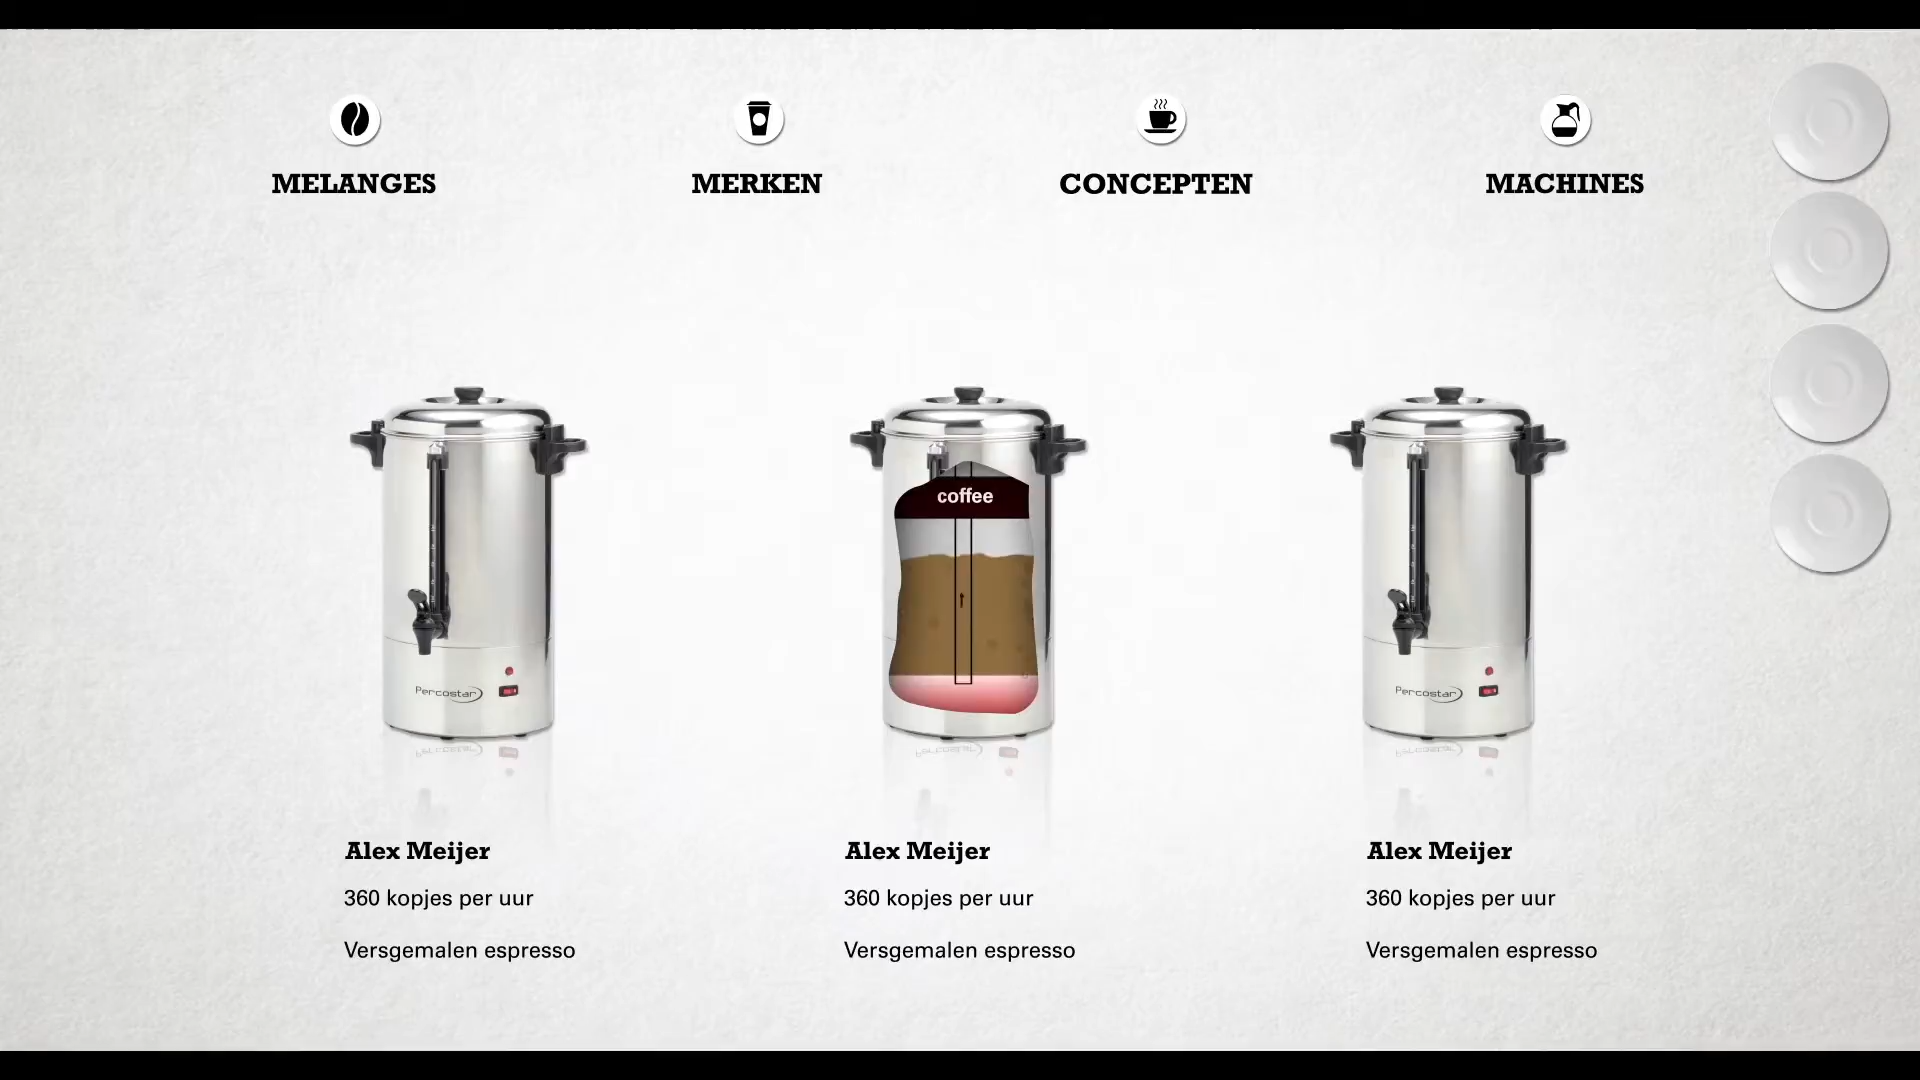 MELANGES
MERKEN
CONCEPTEN
MACHINES
coffee
Percostar
Percostar
Alex Meijer
360 kopjes per uur
Versgemalen espresso
Alex Meijer
360 kopjes per uur
Versgemalen espresso
Alex Meijer
360 kopjes per uur
Versgemalen espresso